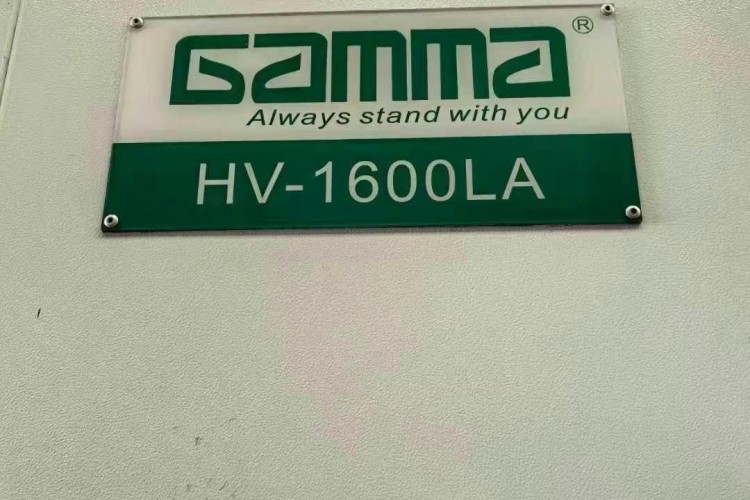 GAMMA®
Always stand with you
HV-1600LA